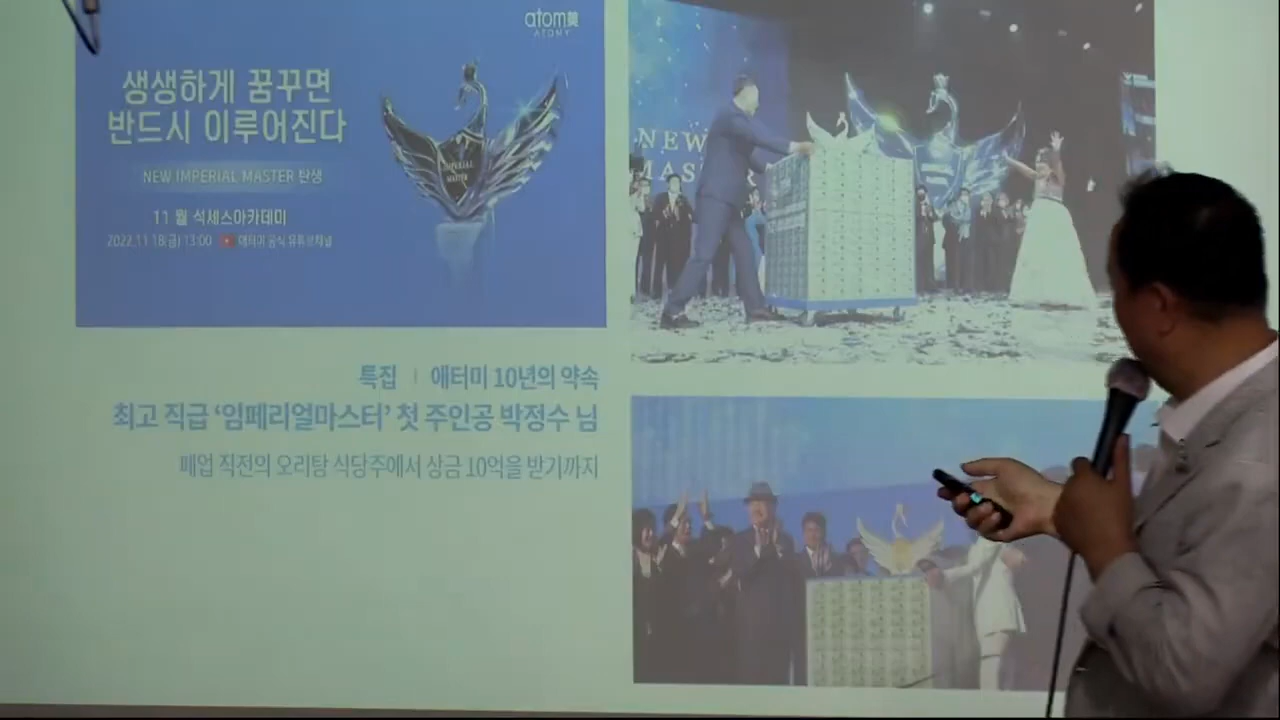 atom美
ATOMY
생생하게 꿈꾸면
반드시 이루어진다
NEW IMPERIAL MASTER 탄생
11월 석세스아카데미
2022.11.18(금) 13:00 애터미 공식 유튜브채널
IMPERIAL
MASTER
NEW
MASTER
특집 | 애터미 10년의 약속
최고 직급 ‘임페리얼마스터’ 첫 주인공 박정수 님
폐업 직전의 오리탕 식당주에서 상금 10억을 받기까지